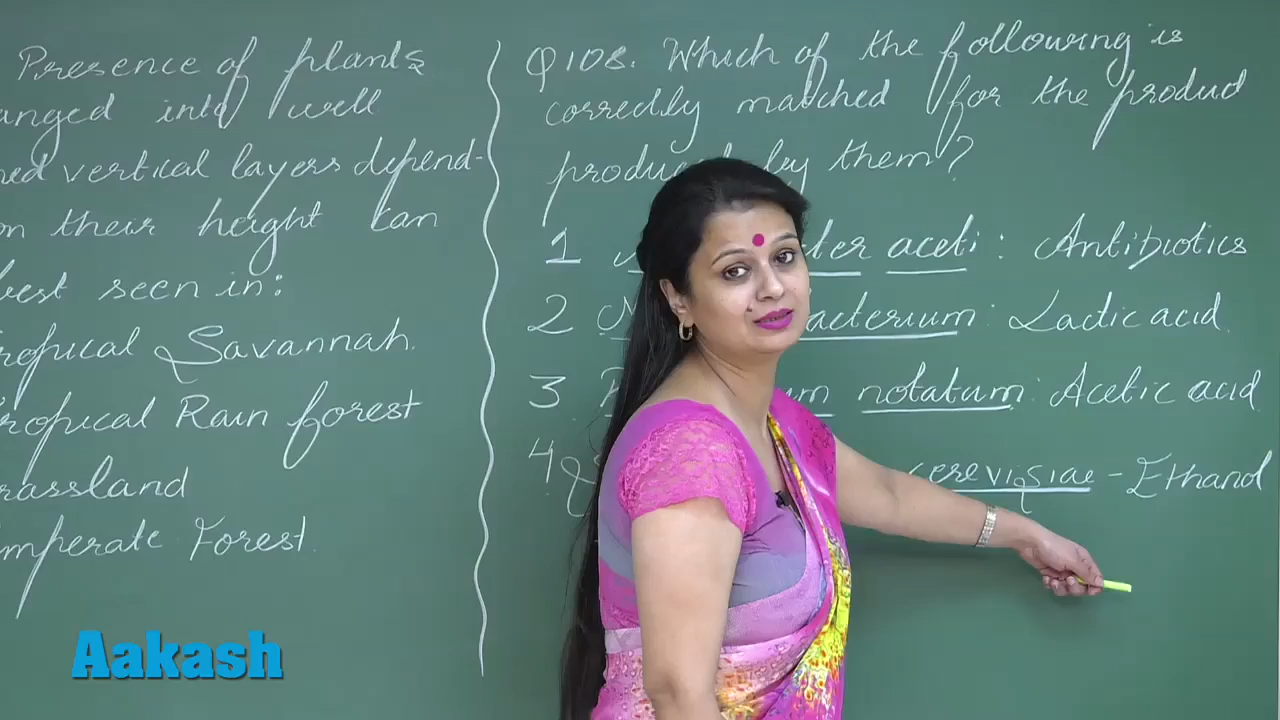 Presence of plants
anged into well
ned vertical layers depend-
on their height can
best seen in:
ropical Savannah.
ropical Rain forest
rassland
mperate Forest.
Q108. Which of the following is
correctly matched for the product
produced by them?
1 ter aceti : Antibiotics
2 acterium : Lactic acid
3 um notatum : Acetic acid
4 cerevisiae - Ethanol
Aakash